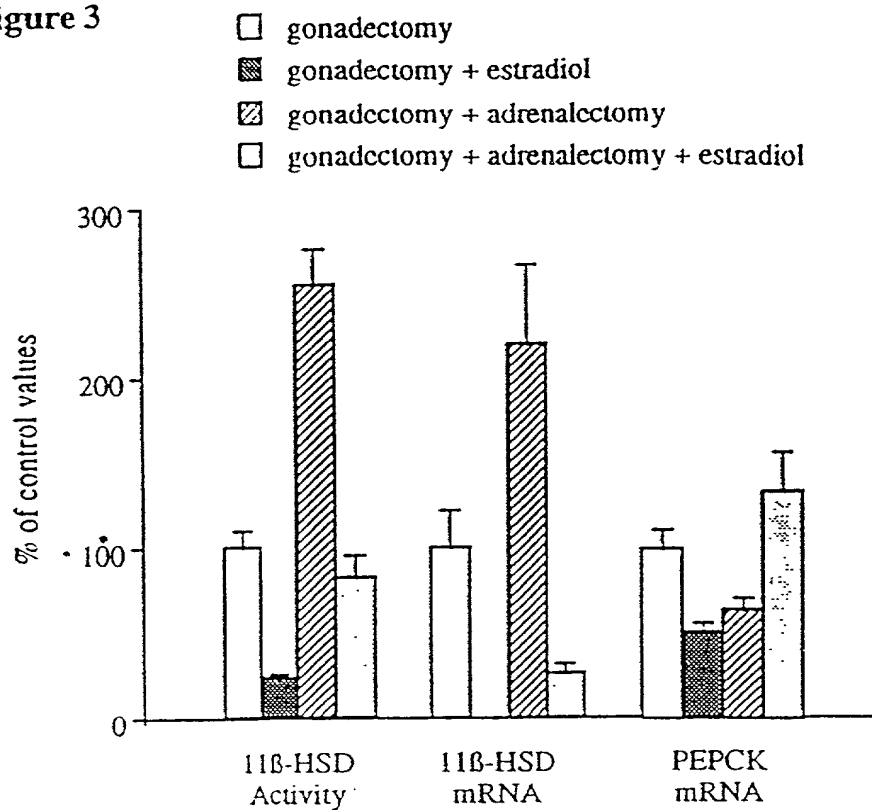 igure 3
gonadectomy
gonadectomy + estradiol
gonadectomy + adrenalectomy
gonadectomy + adrenalectomy + estradiol
300
200
100
0
% of control values
11ß-HSD
Activity
11ß-HSD
mRNA
PEPCK
mRNA